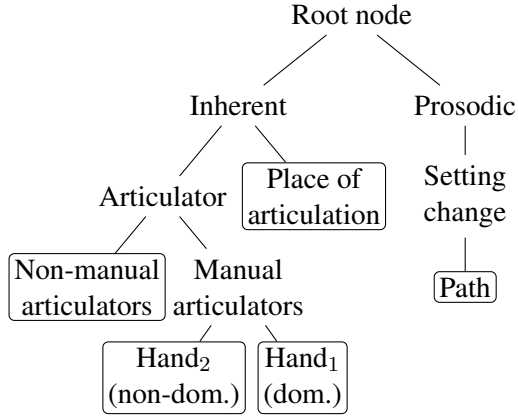 Root node
Inherent
Prosodic
Articulator
Place of
articulation
Setting
change
Non-manual
articulators
Manual
articulators
Path
Hand₂
(non-dom.)
Hand₁
(dom.)